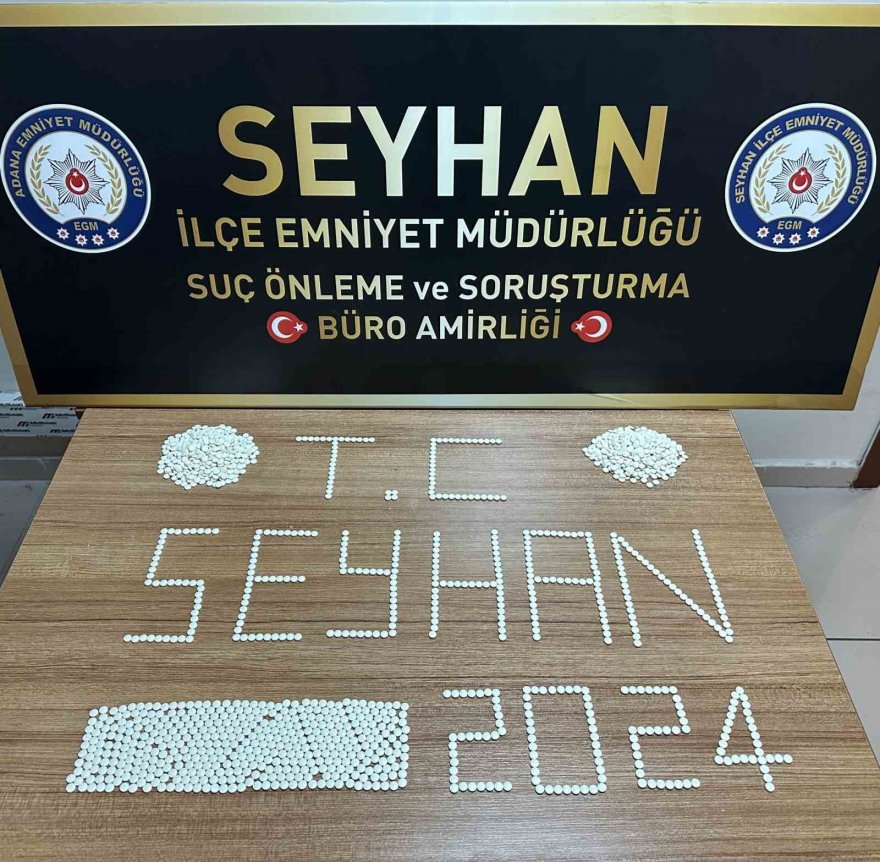 ADANA EMNİYET MÜDÜRLÜĞÜ
EGM
SEYHAN
İLÇE EMNİYET MÜDÜRLÜĞÜ
SUÇ ÖNLEME ve SORUŞTURMA
BÜRO AMİRLİĞİ
SEYHAN İLÇE EMNİYET MÜDÜRLÜĞÜ
EGM
T.C
SEYHAN
2024